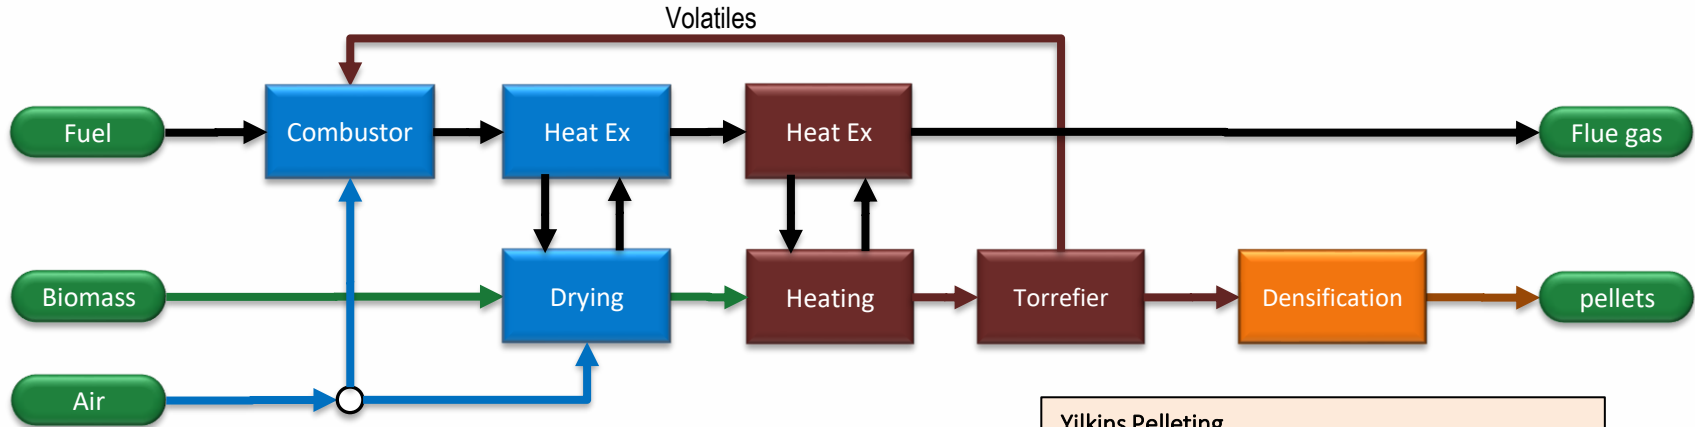 Volatiles
Fuel
Combustor
Heat Ex
Heat Ex
Flue gas
Biomass
Drying
Heating
Torrefier
Densification
pellets
Air
Yilkins Pelleting